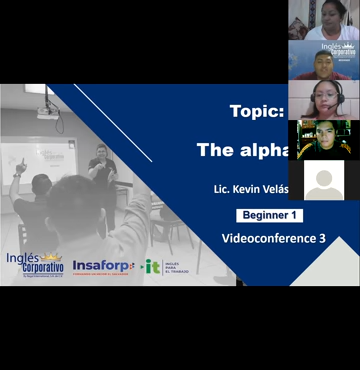 Topic:
The alpha
Lic. Kevin Velás
Beginner 1
Videoconference 3
Inglés
Corporativo
Insaforp
it
INGLÉS
PARA
EL TRABAJO
Inglés